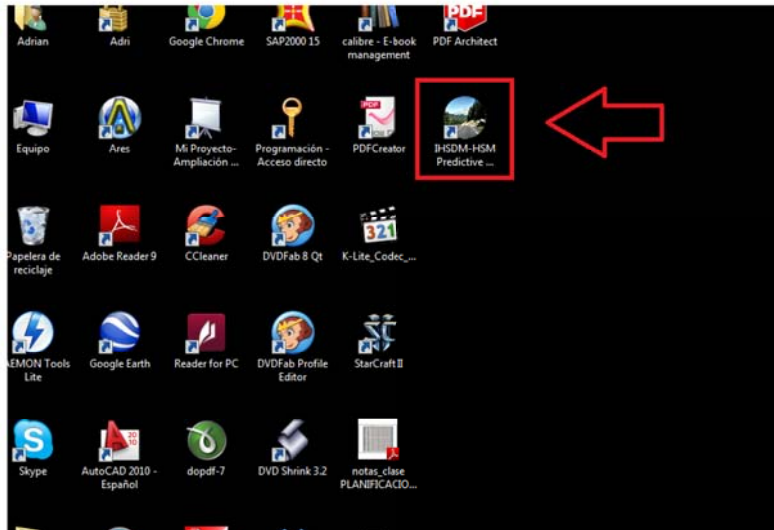 Adrian
Adri
Google Chrome
SAP2000 15
calibre - E-book
management
PDF Architect
PDF
Equipo
Ares
Mi Proyecto-
Ampliación ...
Programación -
Acceso directo
PDF
PDFCreator
IHSDM-HSM
Predictive ...
Papelera de
reciclaje
Adobe Reader 9
CCleaner
DVDFab 8 Qt
321
K-Lite_Codec_...
AEMON Tools
Lite
Google Earth
Reader for PC
DVDFab Profile
Editor
StarCraft II
Skype
AutoCAD 2010 -
Español
dopdf-7
DVD Shrink 3.2
notas_clase
PLANIFICACIO...